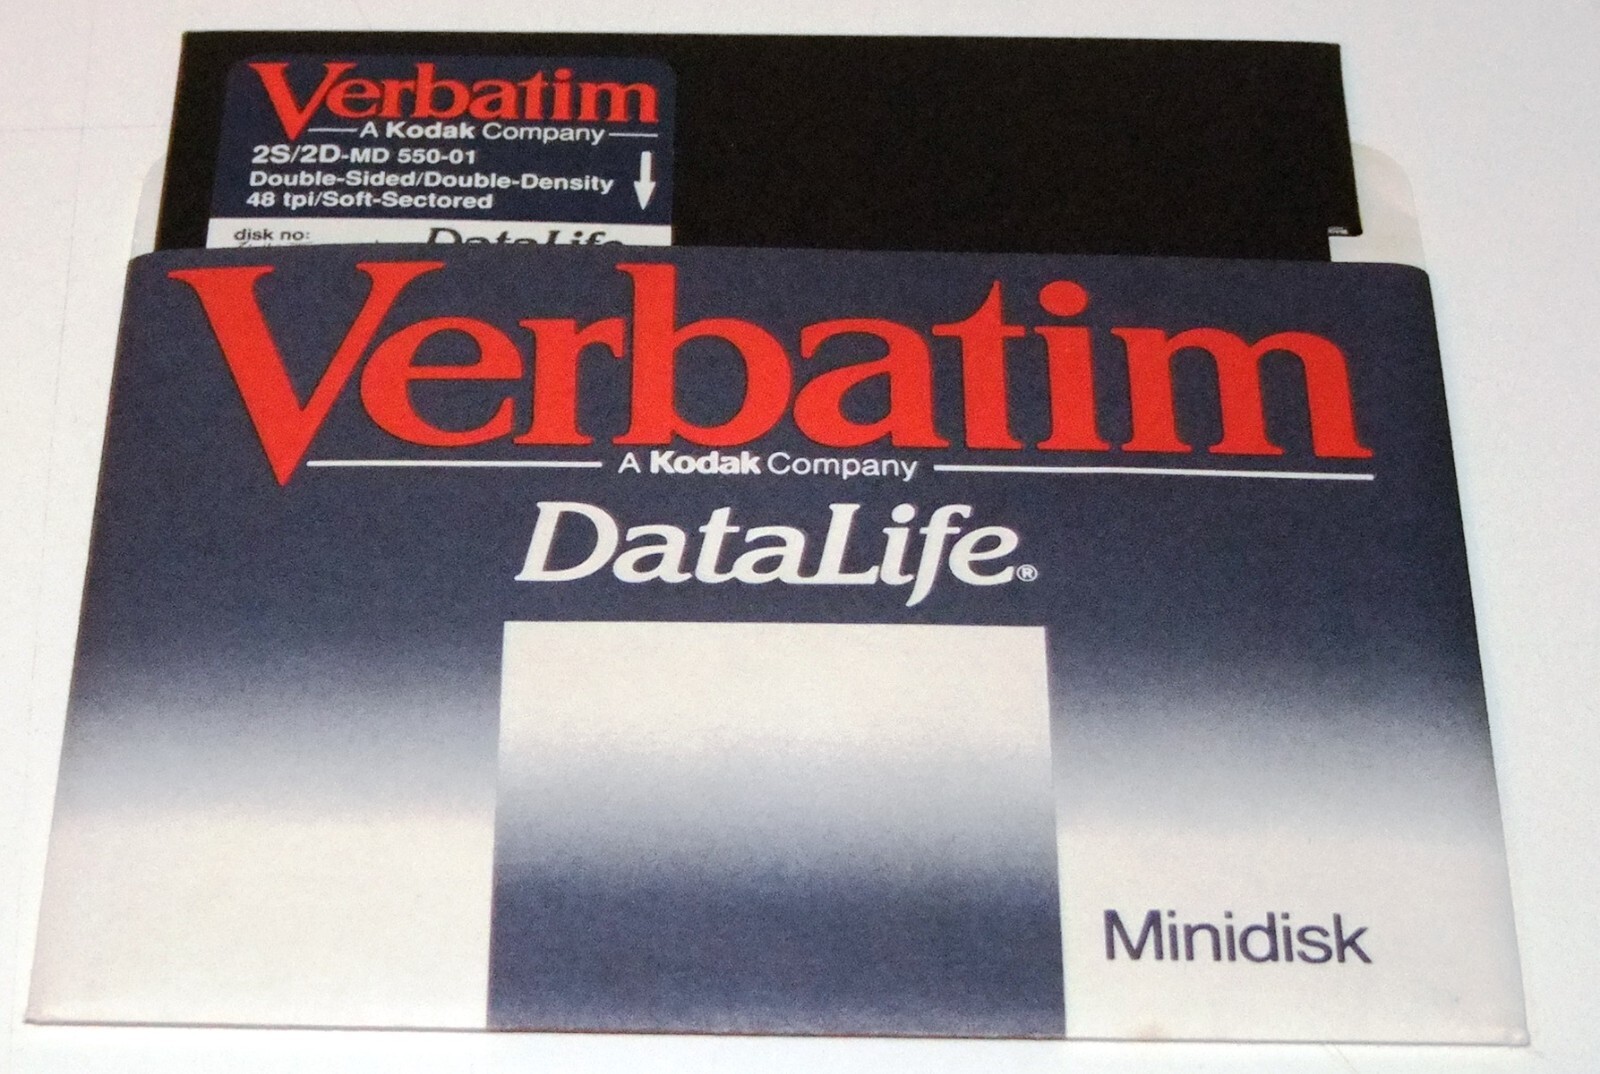 Verbatim
A Kodak Company
2S/2D-MD 550-01
Double-Sided/Double-Density
48 tpi/Soft-Sectored
disk no:
DataLife
Verbatim
A Kodak Company
DataLife®
Minidisk